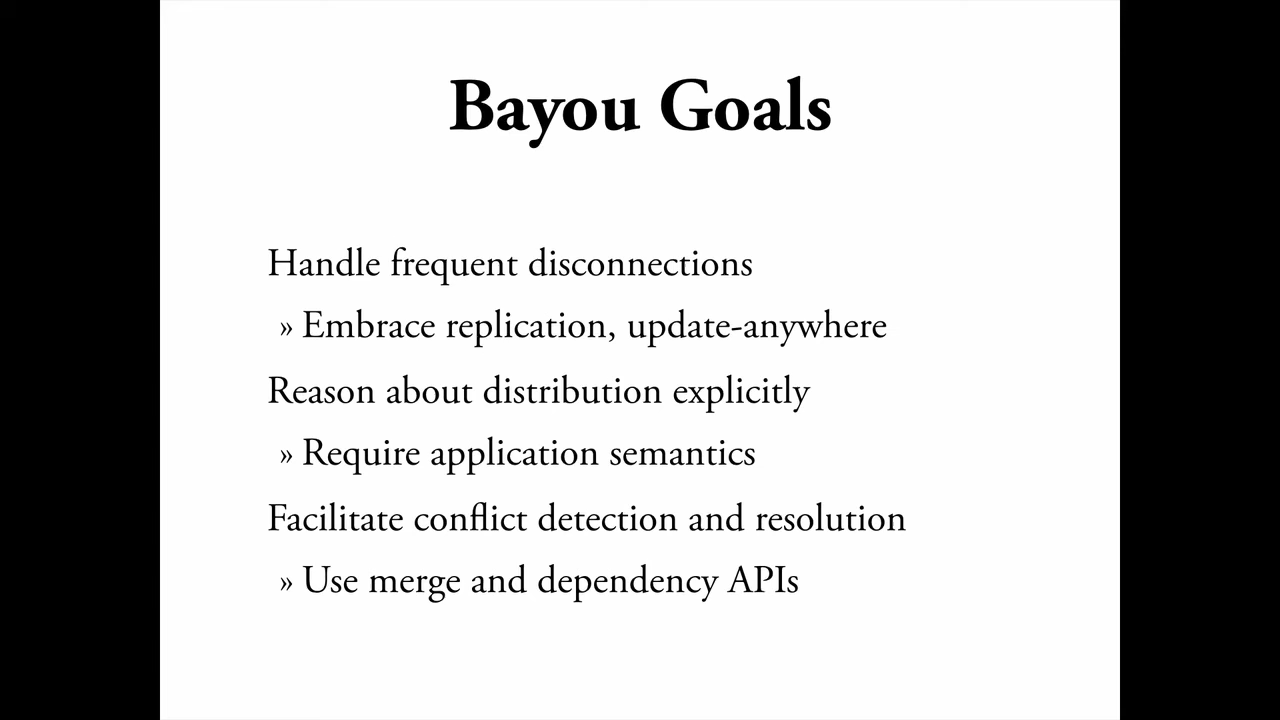 Bayou Goals
Handle frequent disconnections
» Embrace replication, update-anywhere
Reason about distribution explicitly
» Require application semantics
Facilitate conflict detection and resolution
» Use merge and dependency APIs